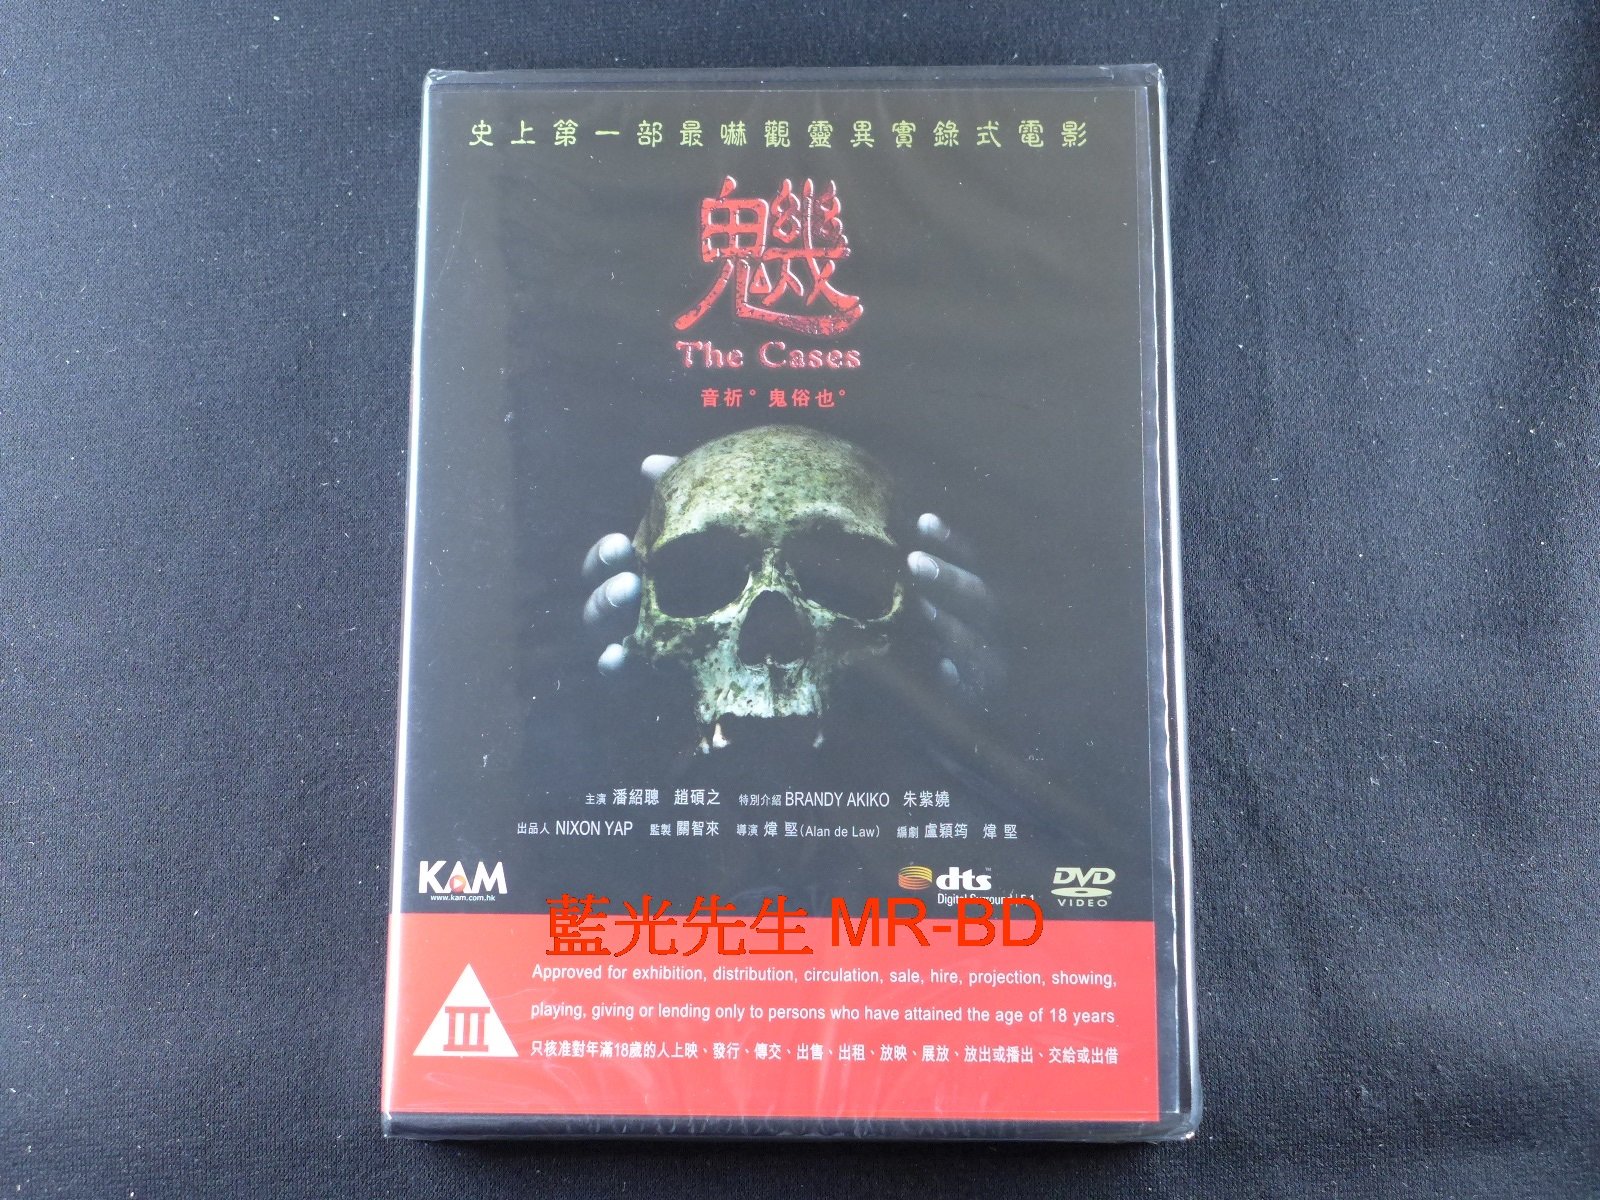 史上第一部最嚇觀靈異實錄式電影
魕
The Cases
音祈。鬼俗也。
主演 潘紹聰 趙碩之 特別介紹 BRANDY AKIKO 朱紫嬈
出品人 NIXON YAP 監製 關智來 導演 煒 堅 (Alan de Law) 編劇 盧穎筠 煒 堅
KAM
www.kam.com.hk
dts
Digital Surround 5.1
DVD
VIDEO
藍光先生 MR-BD
III
Approved for exhibition, distribution, circulation, sale, hire, projection, showing,
playing, giving or lending only to persons who have attained the age of 18 years
只核准對年滿18歲的人上映、發行、傳交、出售、出租、放映、展放、放出或播出、交給或出借